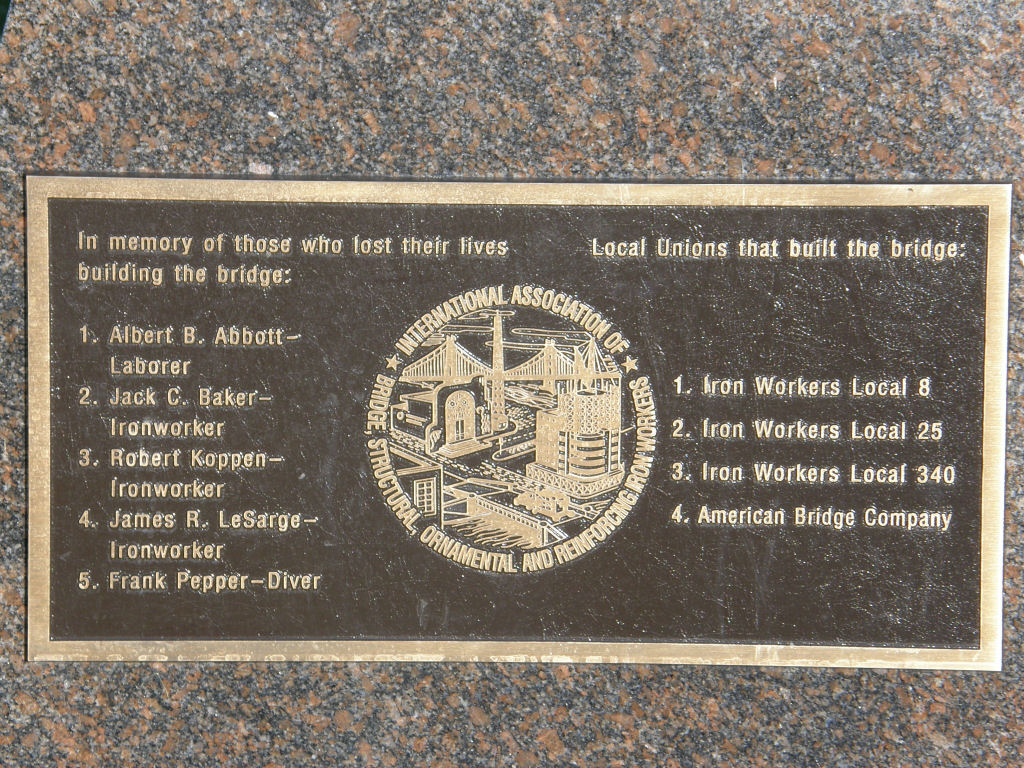 In memory of those who lost their lives
building the bridge:
1. Albert B. Abbott–
Laborer
2. Jack C. Baker–
Ironworker
3. Robert Koppen–
Ironworker
4. James R. LeSarge–
Ironworker
5. Frank Pepper–Diver
INTERNATIONAL ASSOCIATION OF
BRIDGE, STRUCTURAL, ORNAMENTAL AND REINFORCING IRON WORKERS
Local Unions that built the bridge:
1. Iron Workers Local 8
2. Iron Workers Local 25
3. Iron Workers Local 340
4. American Bridge Company